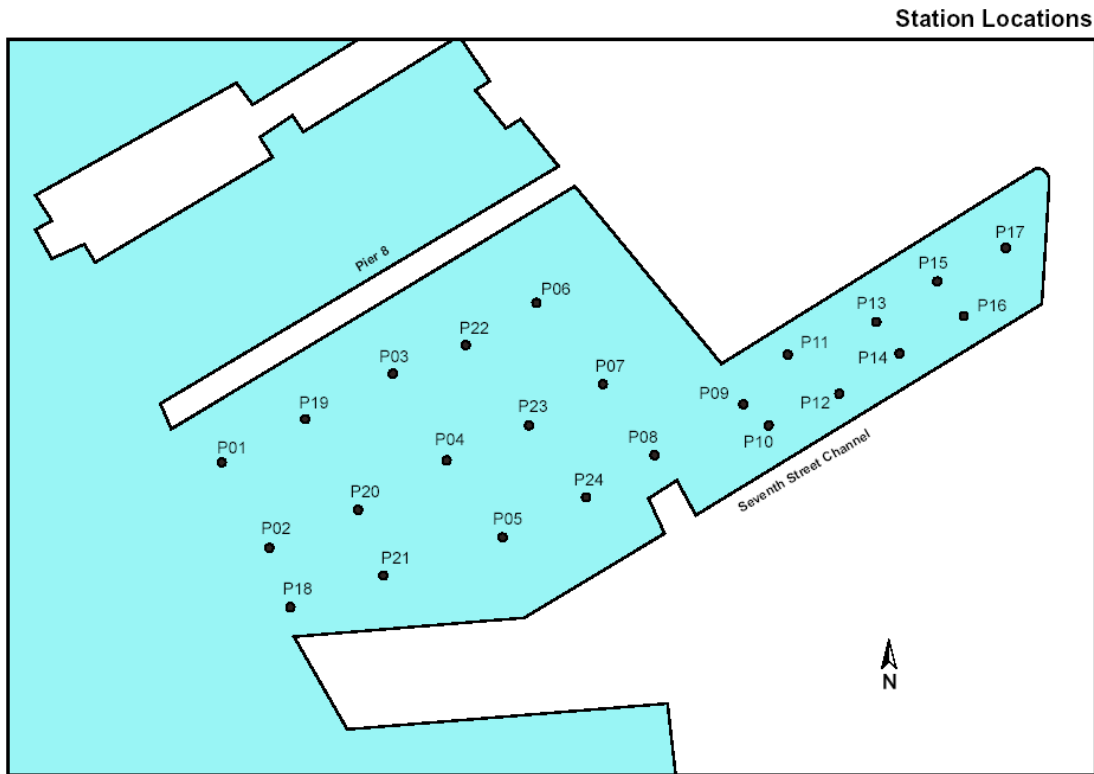 Station Locations
P17
Pier 8
P15
P06
P13
P16
P22
P11
P14
P03
P07
P09
P12
P19
P23
P10
P01
P04
P08
Seventh Street Channel
P24
P20
P05
P02
P21
P18
N